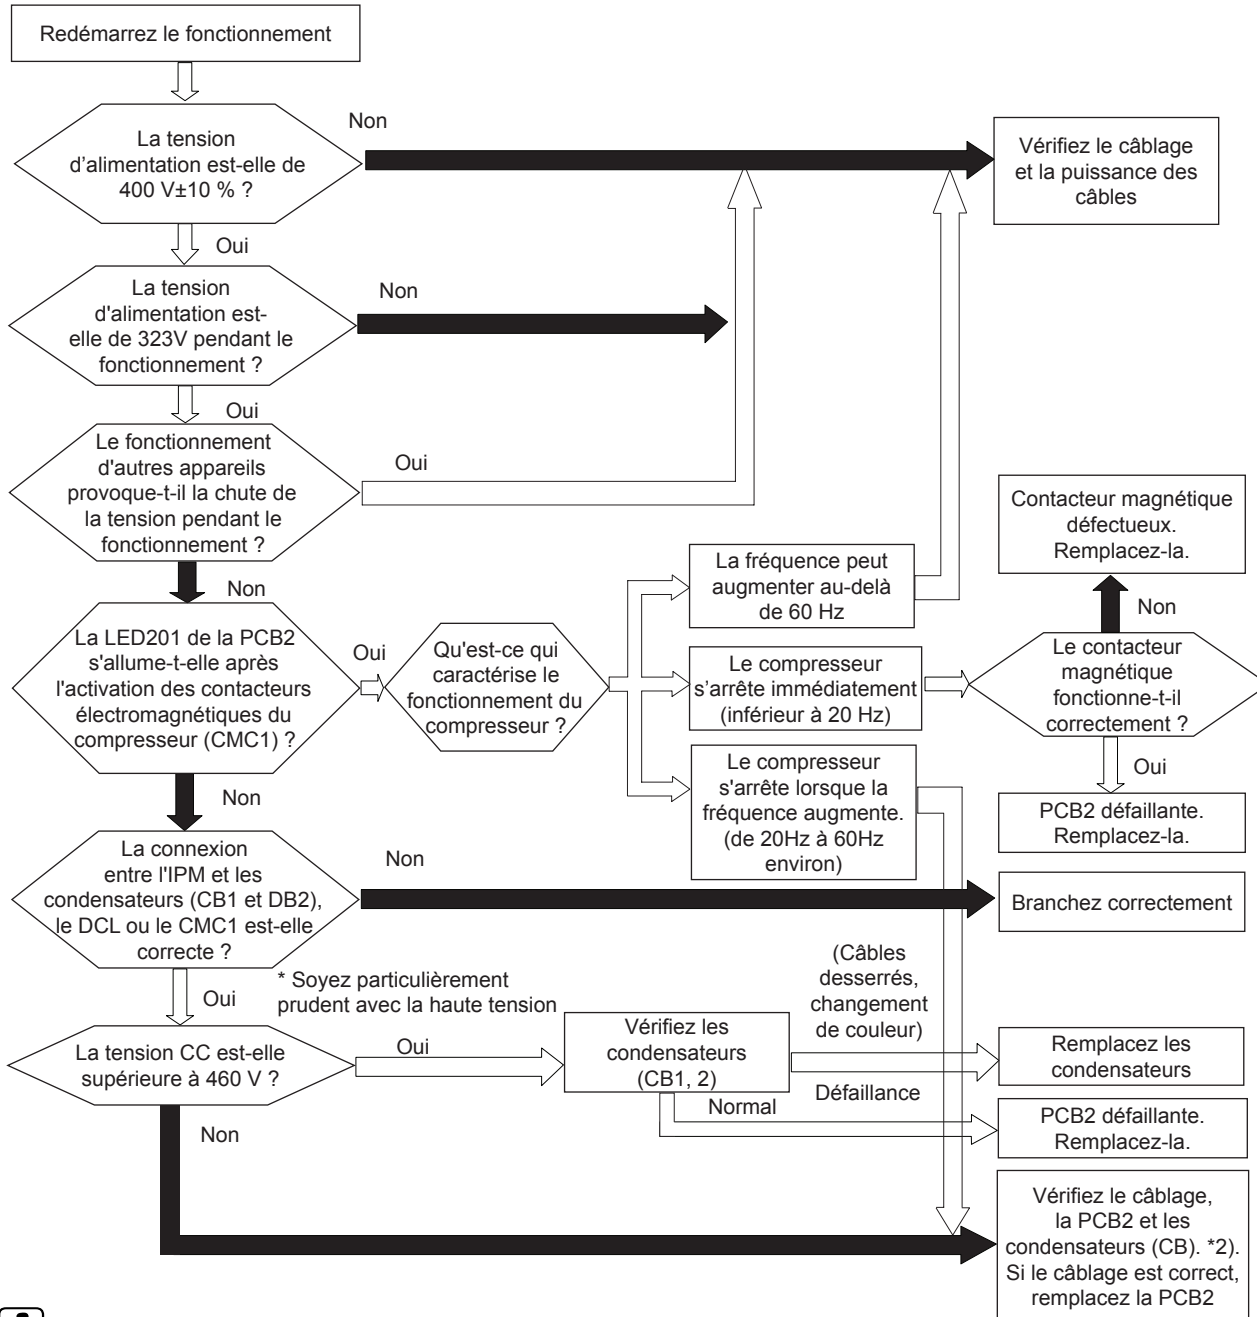 Redémarrez le fonctionnement
La tension
d'alimentation est-elle de
400 V±10 % ?
Non
Vérifiez le câblage
et la puissance des
câbles
Oui
La tension
d'alimentation est-
elle de 323V pendant le
fonctionnement ?
Non
Oui
Le fonctionnement
d'autres appareils
provoque-t-il la chute de
la tension pendant le
fonctionnement ?
Oui
Non
La LED201 de la PCB2
s'allume-t-elle après
l'activation des contacteurs
électromagnétiques du
compresseur (CMC1) ?
Oui
Qu'est-ce qui
caractérise le
fonctionnement du
compresseur ?
La fréquence peut
augmenter au-delà
de 60 Hz
Le compresseur
s'arrête immédiatement
(inférieur à 20 Hz)
Le compresseur
s'arrête lorsque la
fréquence augmente.
(de 20Hz à 60Hz
environ)
Contacteur magnétique
défectueux.
Remplacez-la.
Non
Le contacteur
magnétique
fonctionne-t-il
correctement ?
Oui
PCB2 défaillante.
Remplacez-la.
Non
La connexion
entre l'IPM et les
condensateurs (CB1 et DB2),
le DCL ou le CMC1 est-elle
correcte ?
Non
Branchez correctement
Oui
* Soyez particulièrement
prudent avec la haute tension
La tension CC est-elle
supérieure à 460 V ?
Oui
Vérifiez les
condensateurs
(CB1, 2)
(Câbles
desserrés,
changement
de couleur)
Défaillance
Remplacez les
condensateurs
Normal
PCB2 défaillante.
Remplacez-la.
Non
Vérifiez le câblage,
la PCB2 et les
condensateurs (CB). *2).
Si le câblage est correct,
remplacez la PCB2